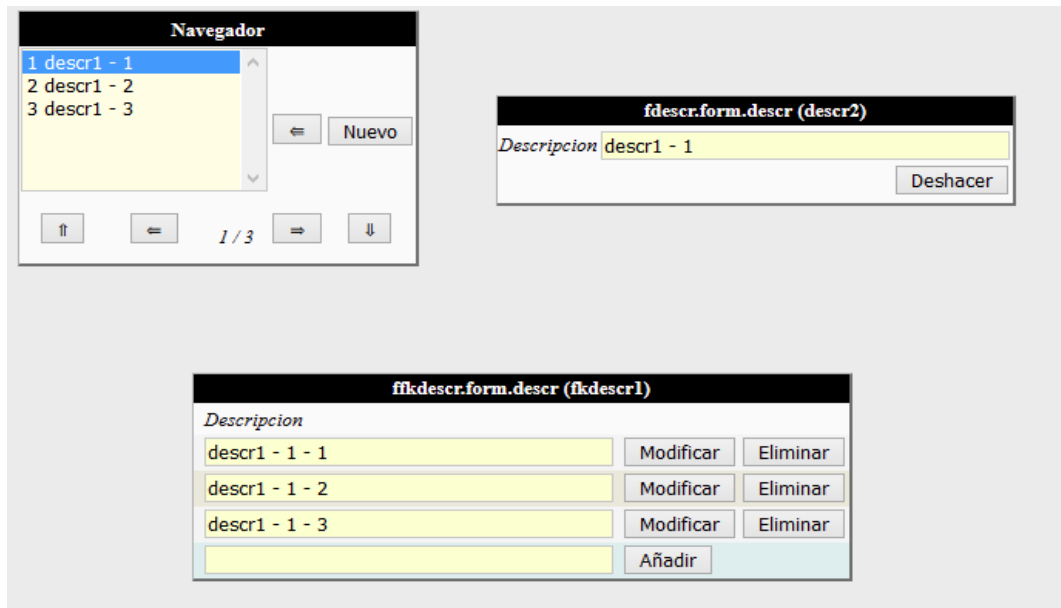 Navegador
1 descr1 - 1
2 descr1 - 2
3 descr1 - 3
⇐ Nuevo
⇑ ⇐ 1 / 3 ⇒ ⇓
fdescr.form.descr (descr2)
Descripcion descr1 - 1
Deshacer
ffkdescr.form.descr (fkdescr1)
Descripcion
descr1 - 1 - 1 Modificar Eliminar
descr1 - 1 - 2 Modificar Eliminar
descr1 - 1 - 3 Modificar Eliminar
Añadir